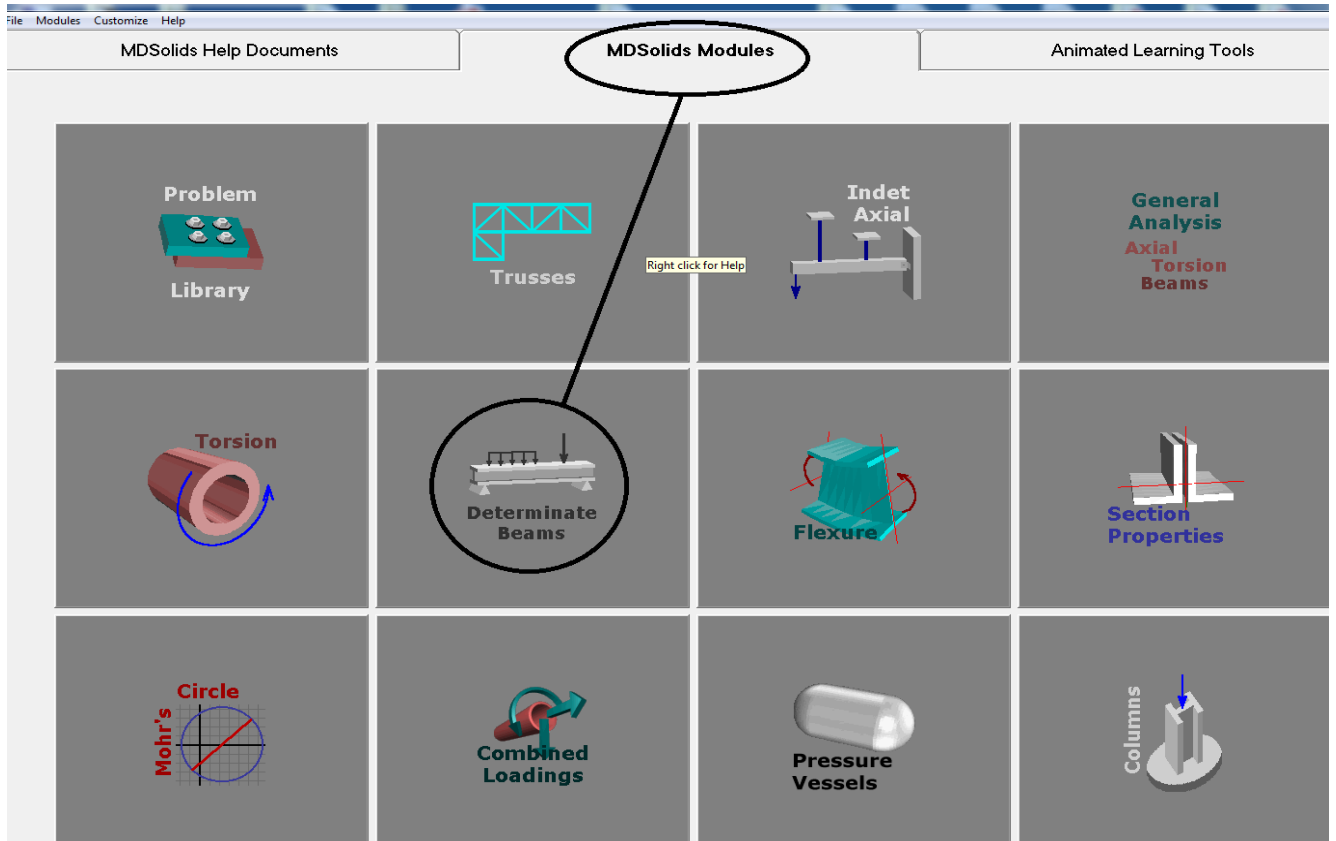 File Modules Customize Help
MDSolids Help Documents
MDSolids Modules
Animated Learning Tools
Problem
Library
Trusses
Indet
Axial
Right click for Help
General
Analysis
Axial
Torsion
Beams
Torsion
Determinate
Beams
Flexure
Section
Properties
Mohr's
Circle
Combined
Loadings
Pressure
Vessels
Columns